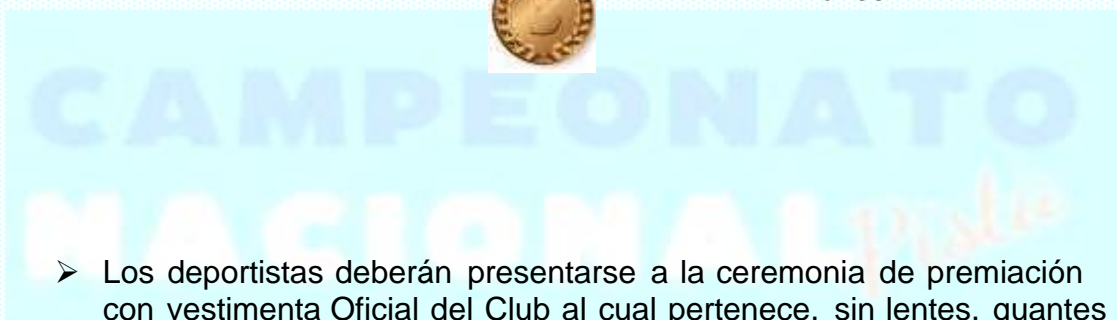 CAMPEONATO
NACIONAL Pista
➢ Los deportistas deberán presentarse a la ceremonia de premiación
con vestimenta Oficial del Club al cual pertenece, sin lentes, guantes